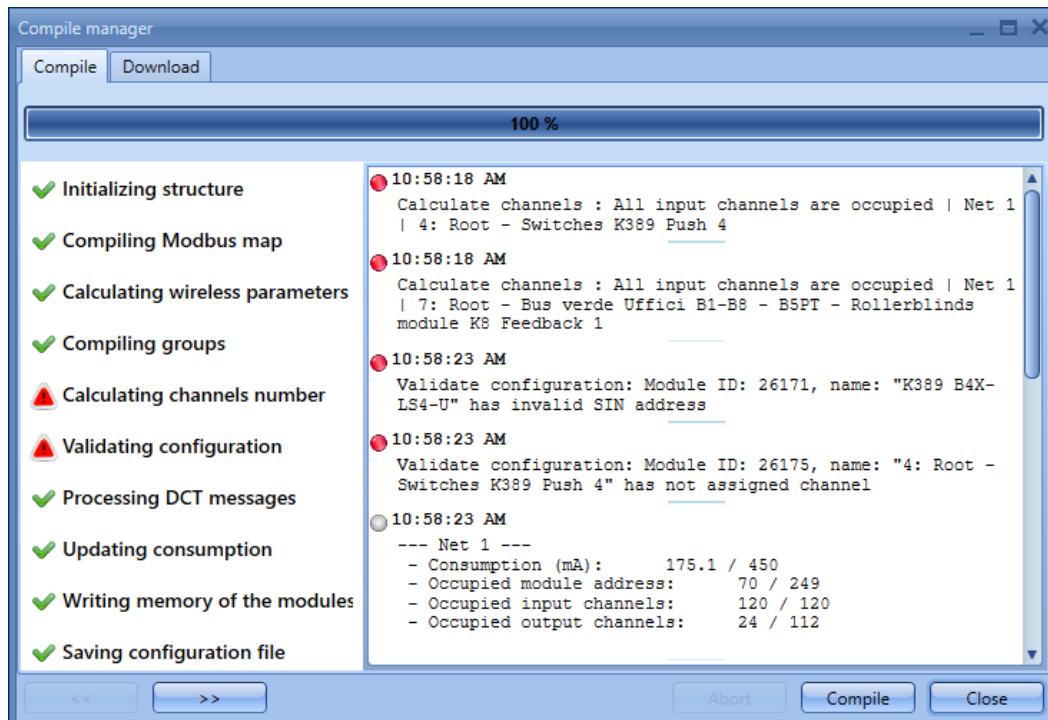 Compile manager
Compile Download
100 %
Initializing structure
Compiling Modbus map
Calculating wireless parameters
Compiling groups
Calculating channels number
Validating configuration
Processing DCT messages
Updating consumption
Writing memory of the modules
Saving configuration file
10:58:18 AM
Calculate channels : All input channels are occupied | Net 1
| 4: Root - Switches K389 Push 4
10:58:18 AM
Calculate channels : All input channels are occupied | Net 1
| 7: Root - Bus verde Uffici B1-B8 - B5PT - Rollerblinds
module K8 Feedback 1
10:58:23 AM
Validate configuration: Module ID: 26171, name: "K389 B4X-
LS4-U" has invalid SIN address
10:58:23 AM
Validate configuration: Module ID: 26175, name: "4: Root -
Switches K389 Push 4" has not assigned channel
10:58:23 AM
--- Net 1 ---
- Consumption (mA): 175.1 / 450
- Occupied module address: 70 / 249
- Occupied input channels: 120 / 120
- Occupied output channels: 24 / 112
<< >> Abort Compile Close